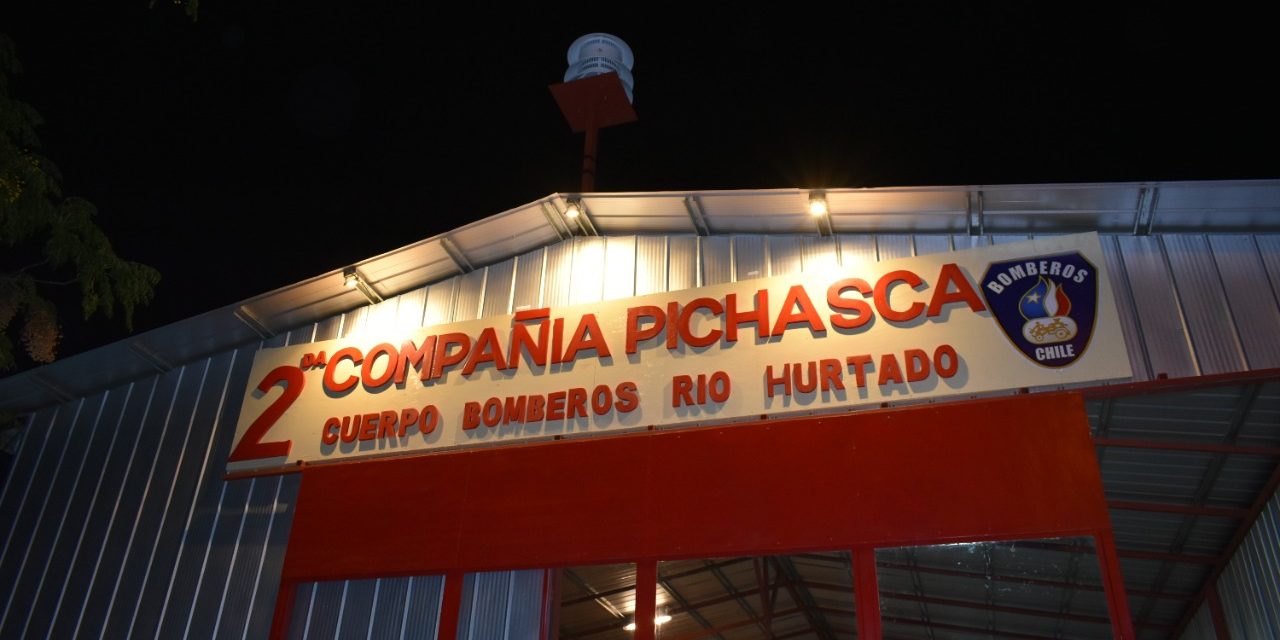 2DA COMPAÑIA PICHASCA
CUERPO BOMBEROS RIO HURTADO
BOMBEROS
CHILE